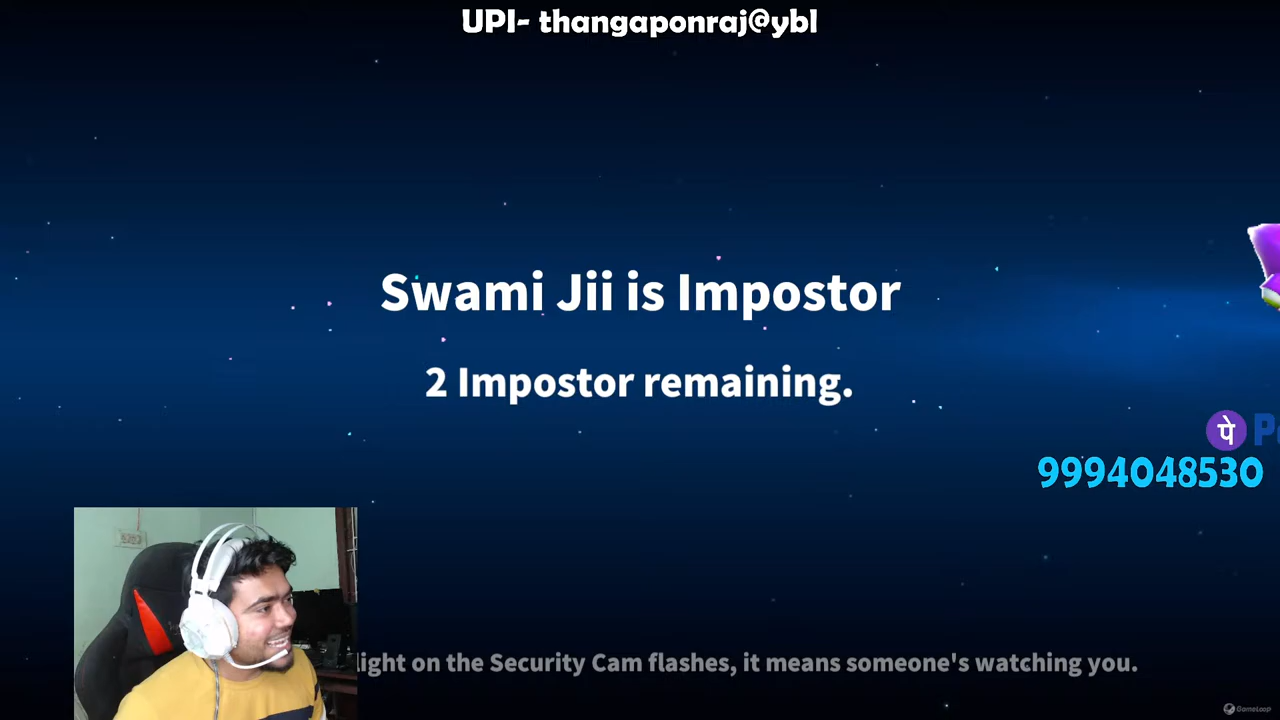 UPI- thangaponraj@ybl
Swami Jii is Impostor
2 Impostor remaining.
पे
9994048530
light on the Security Cam flashes, it means someone's watching you.
GameLoop